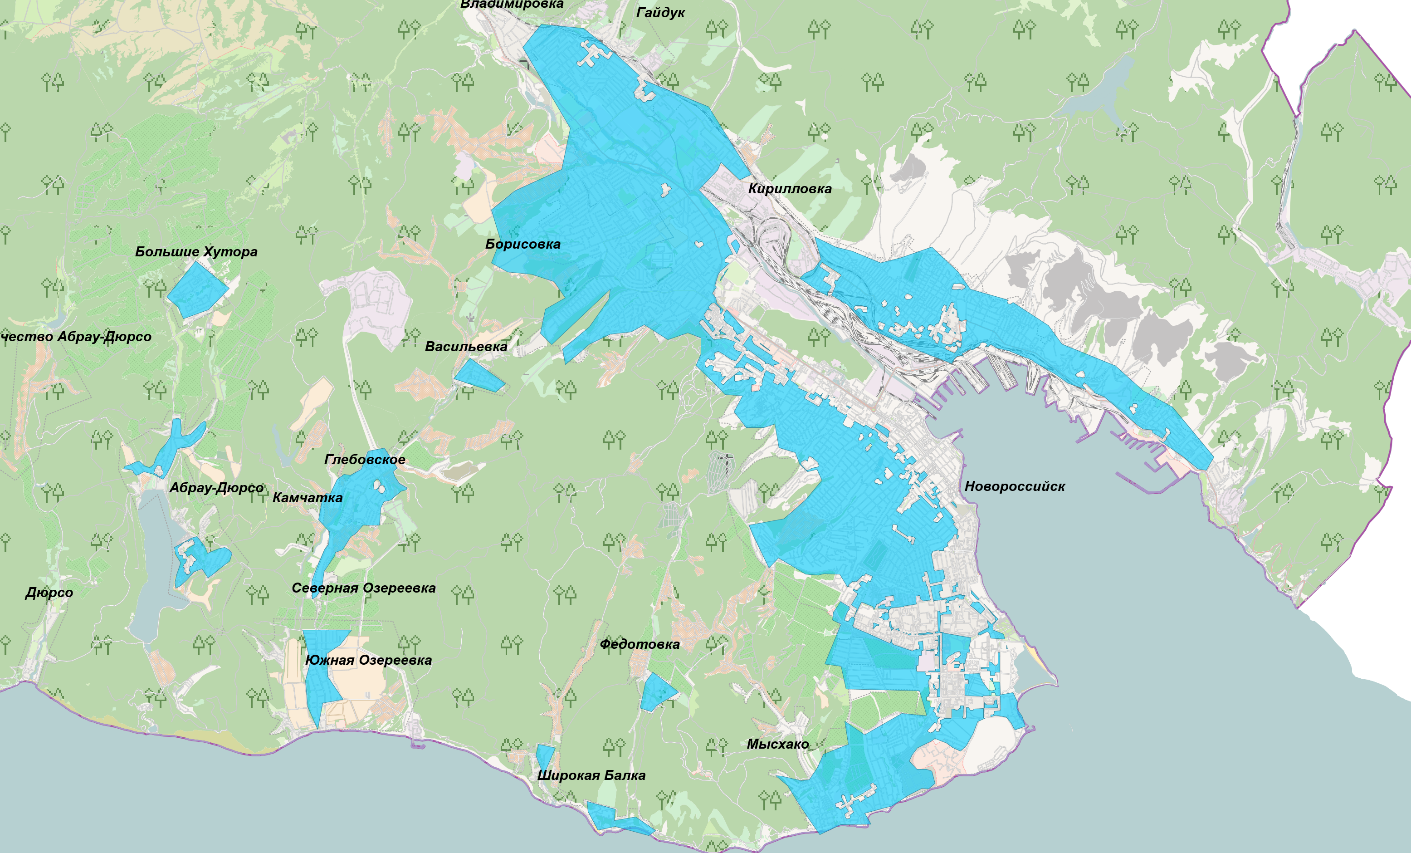 Владимировка
Гайдук
Кирилловка
Борисовка
Большие Хутора
чество Абрау-Дюрсо
Васильевка
Глебовское
Абрау-Дюрсо
Камчатка
Новороссийск
Северная Озереевка
Дюрсо
Федотовка
Южная Озереевка
Мысхако
Широкая Балка